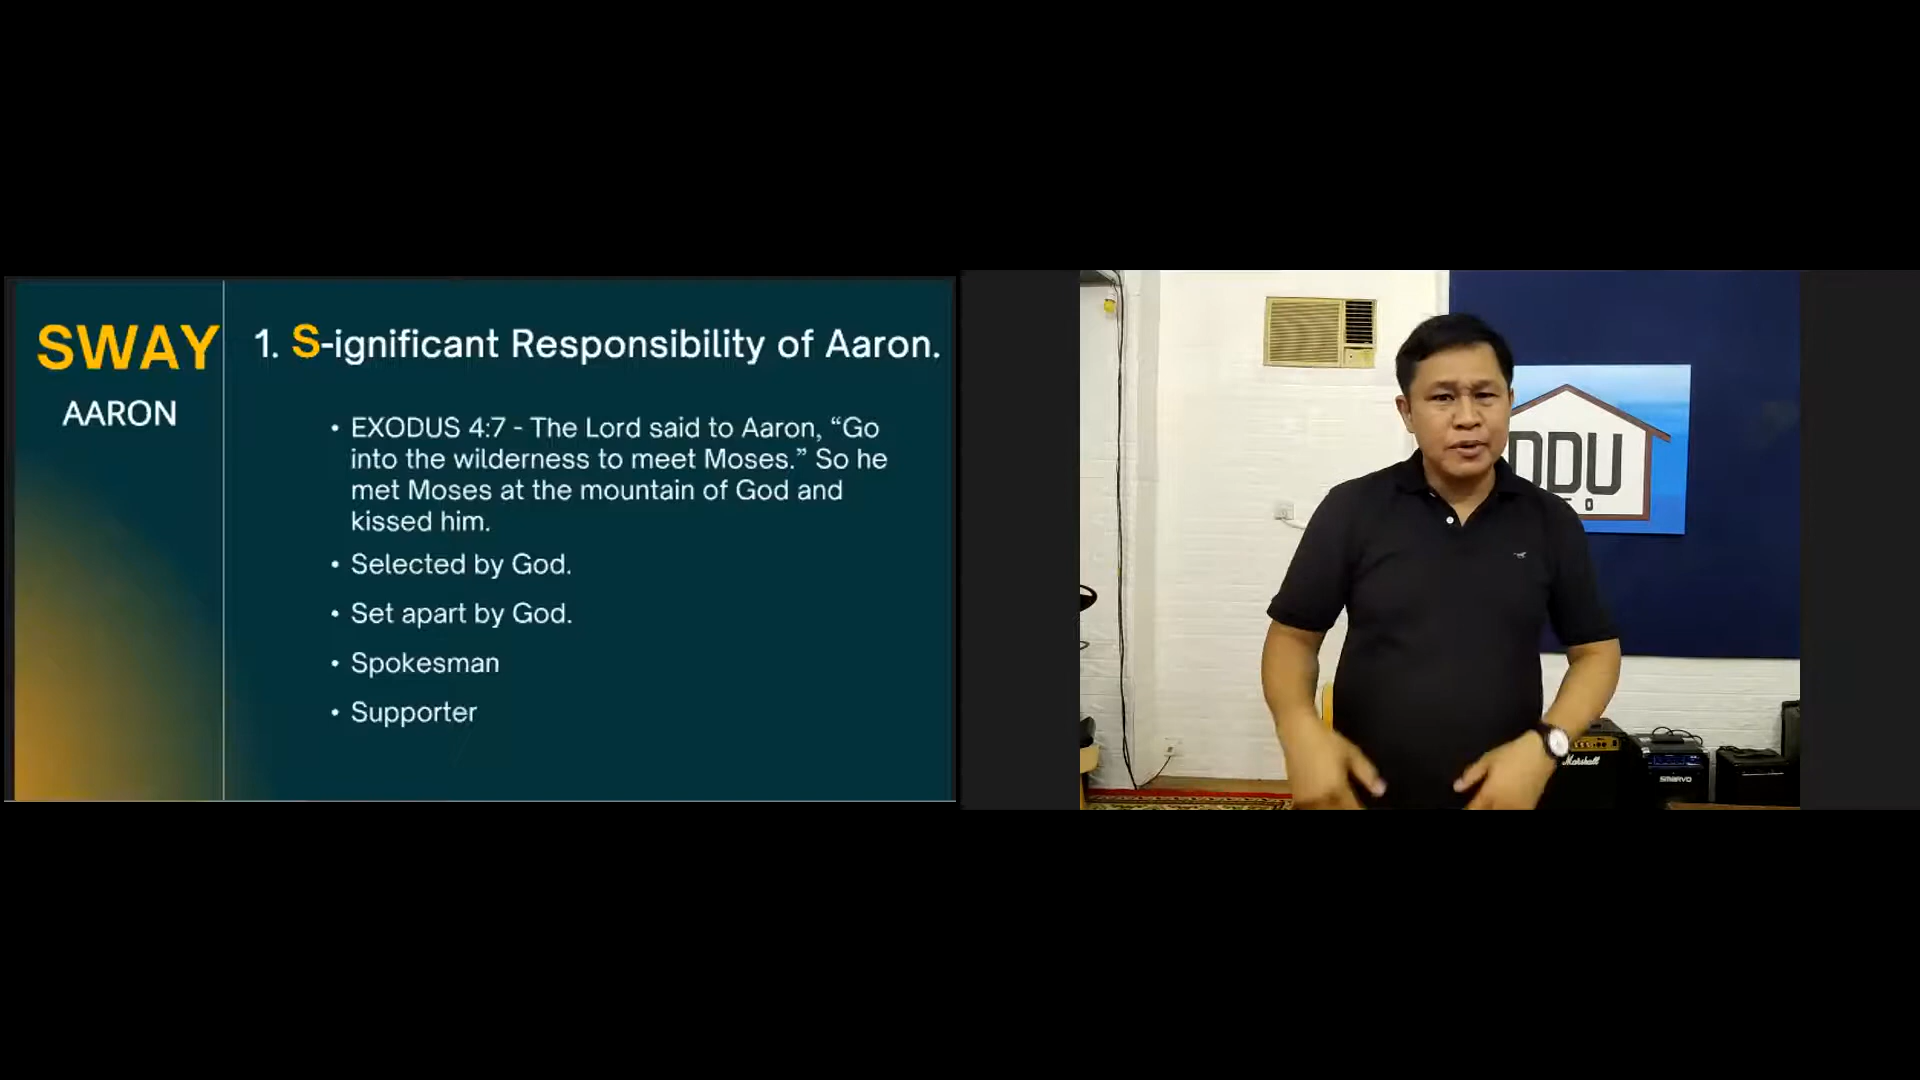 SWAY
AARON
1. S-ignificant Responsibility of Aaron.
• EXODUS 4:7 - The Lord said to Aaron, “Go
into the wilderness to meet Moses.” So he
met Moses at the mountain of God and
kissed him.
• Selected by God.
• Set apart by God.
• Spokesman
• Supporter
Marshall